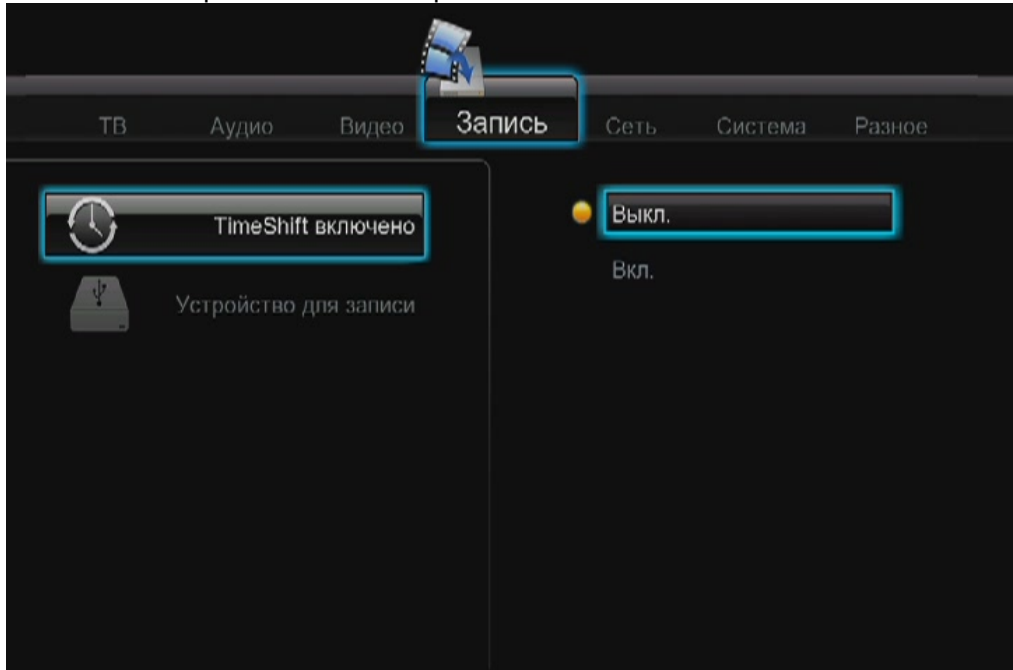 ТВ Аудио Видео Запись Сеть Система Разное
TimeShift включено
Выкл.
Вкл.
Устройство для записи